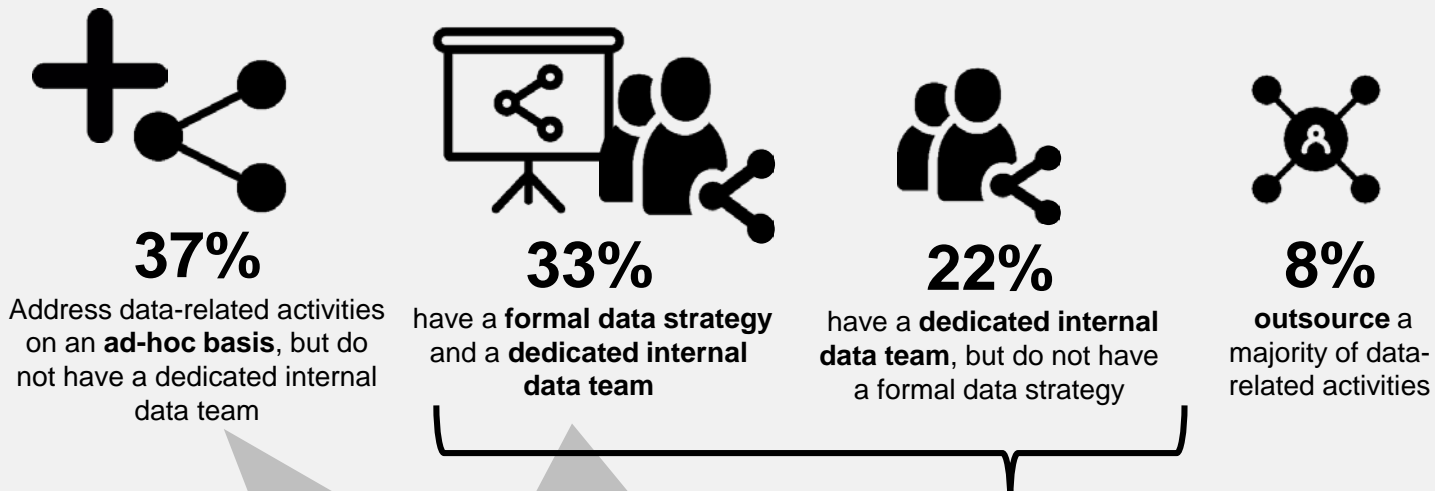 37%
Address data-related activities
on an ad-hoc basis, but do
not have a dedicated internal
data team
33%
have a formal data strategy
and a dedicated internal
data team
22%
have a dedicated internal
data team, but do not have
a formal data strategy
8%
outsource a
majority of data-
related activities